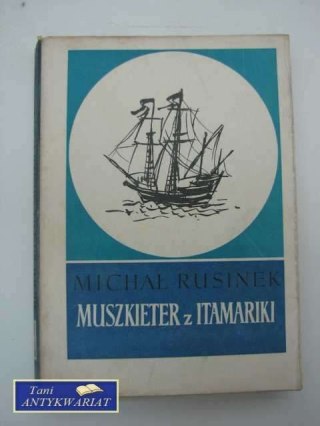 MICHAŁ RUSINEK
MUSZKIETER z ITAMARIKI
Tani
ANTYKWARIAT